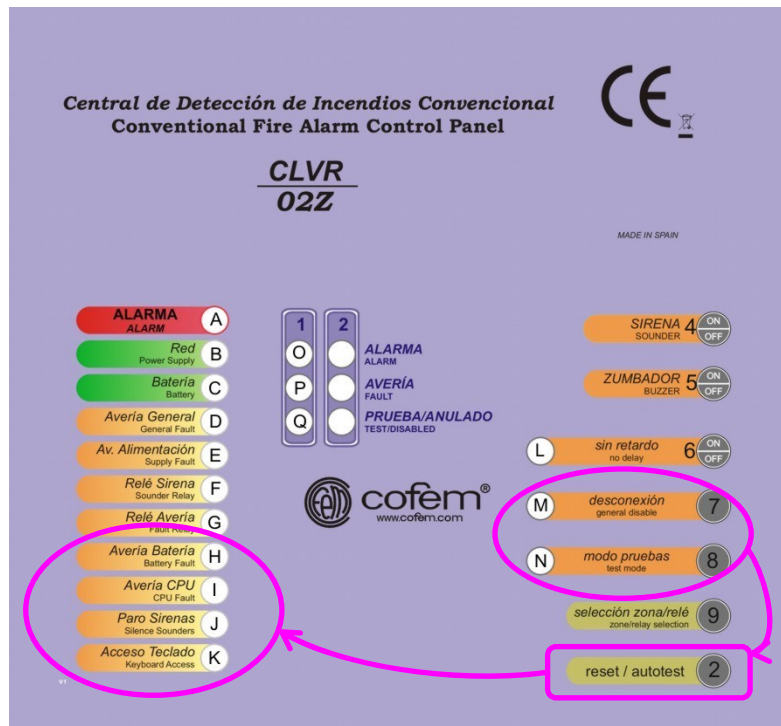 CE
Central de Detección de Incendios Convencional
Conventional Fire Alarm Control Panel
CLVR
02Z
MADE IN SPAIN
ALARMA
ALARM
A
Red
Power Supply
B
Batería
Battery
C
Avería General
General Fault
D
Av. Alimentación
Supply Fault
E
Relé Sirena
Sounder Relay
F
Relé Avería
Fault Relay
G
Avería Batería
Battery Fault
H
Avería CPU
CPU Fault
I
Paro Sirenas
Silence Sounders
J
Acceso Teclado
Keyboard Access
K
V1
1 2
O
ALARMA
ALARM
P
AVERÍA
FAULT
Q
PRUEBA/ANULADO
TEST/DISABLED
cofem®
www.cofem.com
SIRENA
SOUNDER
4
ON
OFF
ZUMBADOR
BUZZER
5
ON
OFF
L
sin retardo
no delay
6
ON
OFF
M
desconexión
general disable
7
N
modo pruebas
test mode
8
selección zona/relé
zone/relay selection
9
reset / autotest
2